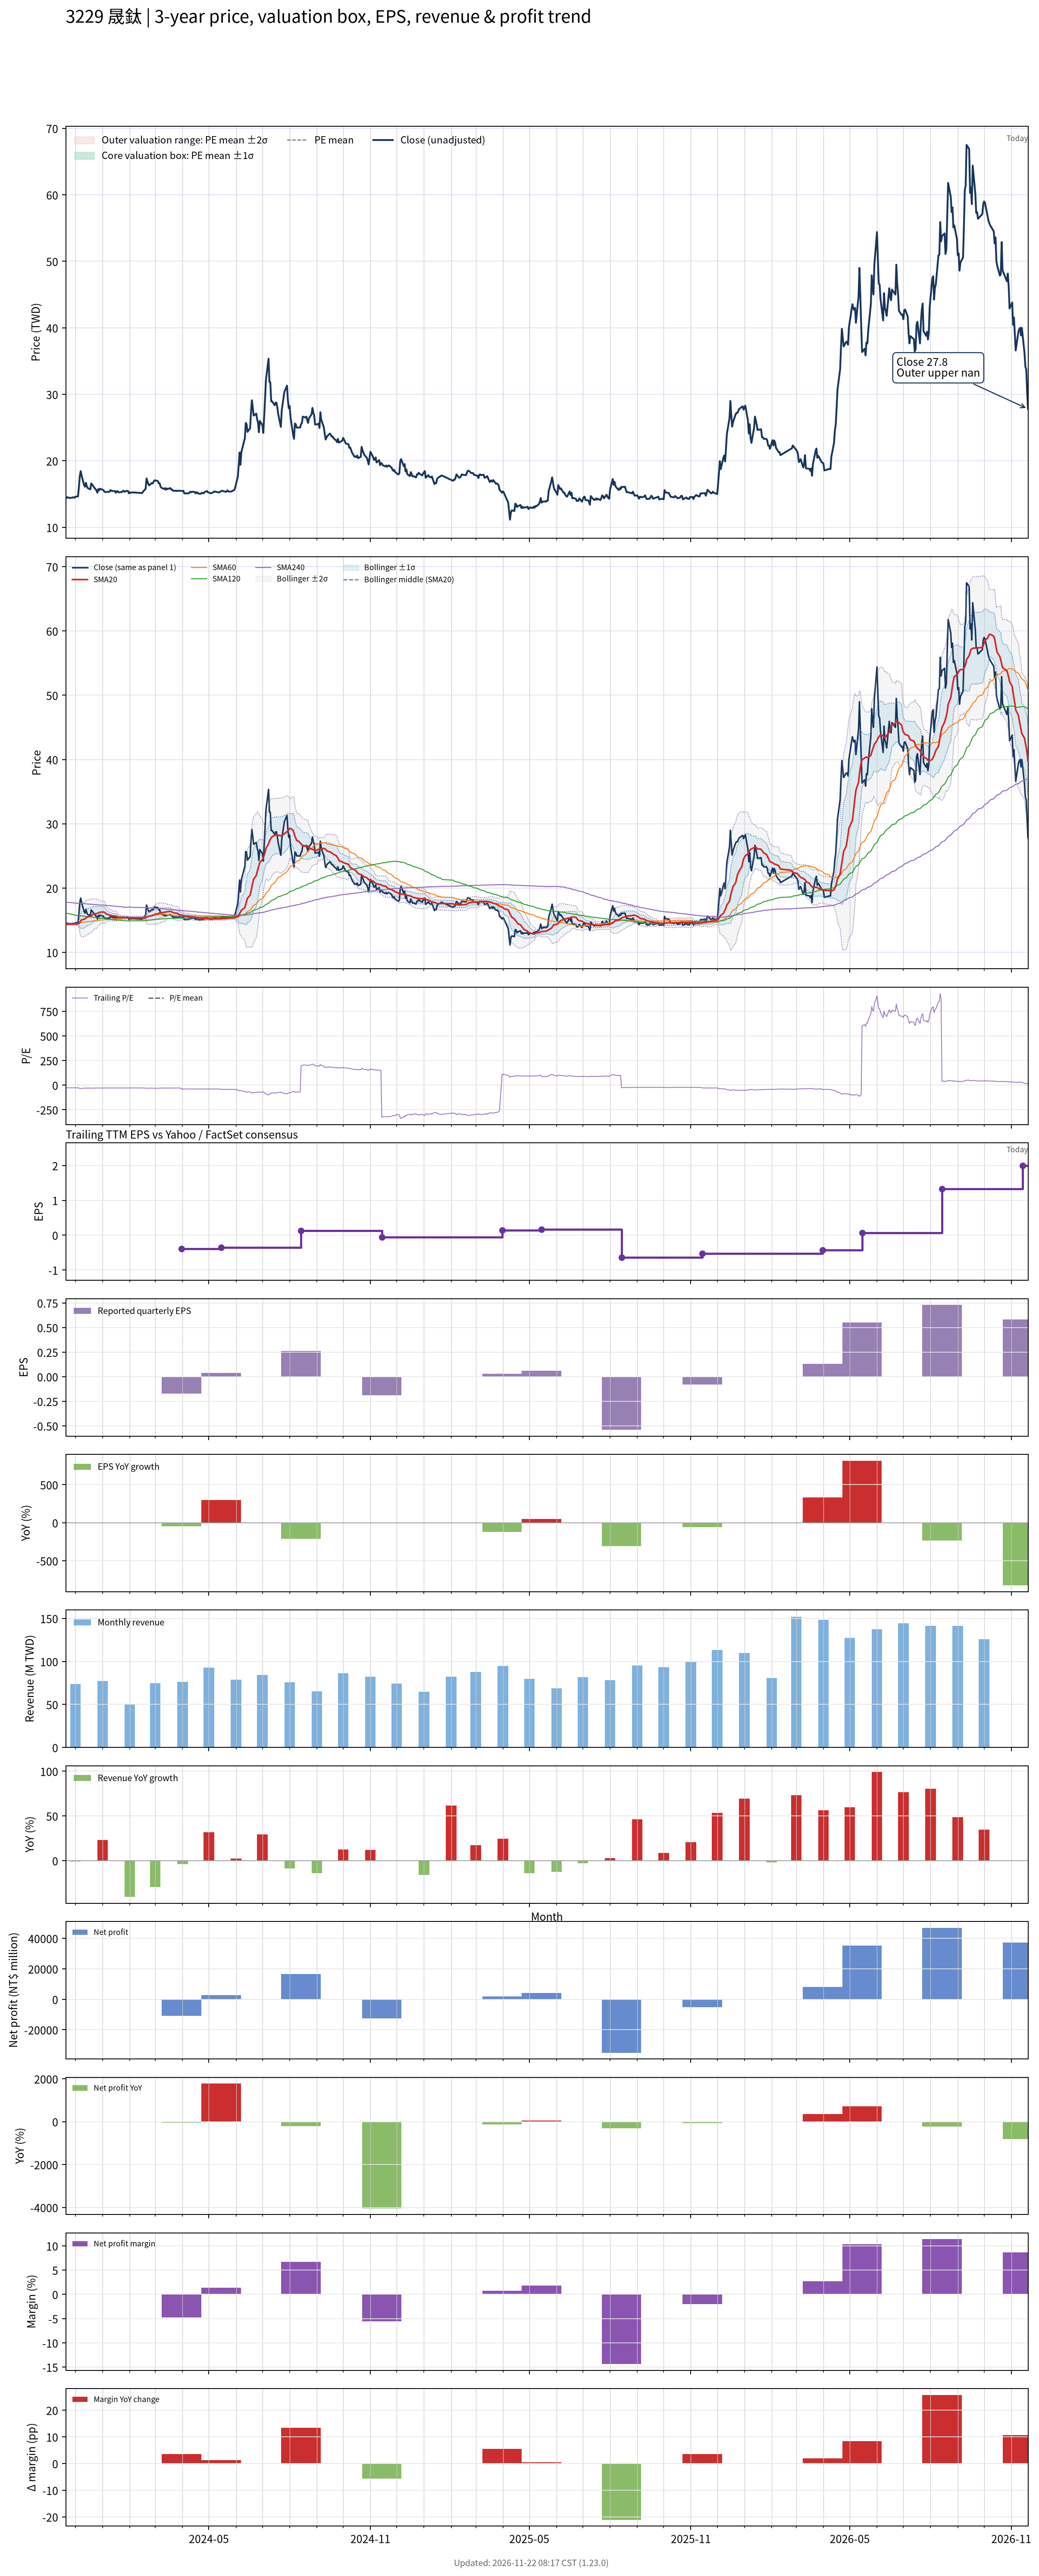 3229 晟鈦 | 3-year price, valuation box, EPS, revenue & profit trend
Outer valuation range: PE mean ±2σ
PE mean
Close (unadjusted)
Core valuation box: PE mean ±1σ
Today
70
60
50
40
30
20
10
Price (TWD)
Close 27.8
Outer upper nan
Close (same as panel 1)
SMA20
SMA60
SMA120
SMA240
Bollinger ±2σ
Bollinger ±1σ
Bollinger middle (SMA20)
70
60
50
40
30
20
10
Price
Trailing P/E
P/E mean
750
500
250
0
-250
P/E
Trailing TTM EPS vs Yahoo / FactSet consensus
Today
2
1
0
-1
EPS
Reported quarterly EPS
0.75
0.50
0.25
0.00
-0.25
-0.50
EPS
EPS YoY growth
500
0
-500
YoY (%)
Monthly revenue
150
100
50
0
Revenue (M TWD)
Revenue YoY growth
100
50
0
YoY (%)
Month
Net profit
40000
20000
0
-20000
Net profit (NT$ million)
Net profit YoY
2000
0
-2000
-4000
YoY (%)
Net profit margin
10
5
0
-5
-10
-15
Margin (%)
Margin YoY change
20
10
0
-10
-20
Δ margin (pp)
2024-05
2024-11
2025-05
2025-11
2026-05
2026-11
Updated: 2026-11-22 08:17 CST (1.23.0)